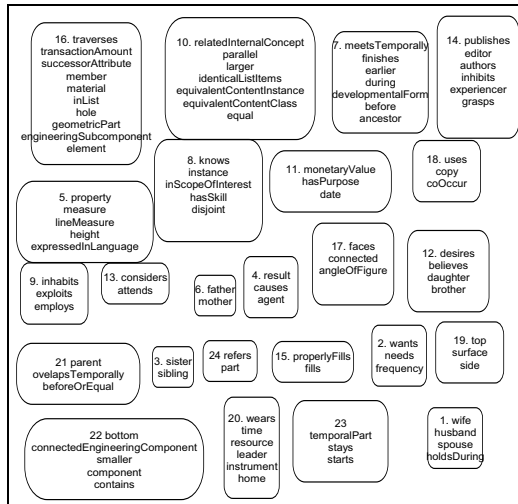 16. traverses
transactionAmount
successorAttribute
member
material
inList
hole
geometricPart
engineeringSubcomponent
element
10. relatedInternalConcept
parallel
larger
identicalListItems
equivalentContentInstance
equivalentContentClass
equal
7. meetsTemporally
finishes
earlier
during
developmentalForm
before
ancestor
14. publishes
editor
authors
inhibits
experiencer
grasps
8. knows
instance
inScopeOfInterest
hasSkill
disjoint
11. monetaryValue
hasPurpose
date
18. uses
copy
coOccur
5. property
measure
lineMeasure
height
expressedInLanguage
17. faces
connected
angleOfFigure
12. desires
believes
daughter
brother
9. inhabits
exploits
employs
13. considers
attends
6. father
mother
4. result
causes
agent
21 parent
ovelapsTemporally
beforeOrEqual
3. sister
sibling
24 refers
part
15. properlyFills
fills
2. wants
needs
frequency
19. top
surface
side
22 bottom
connectedEngineeringComponent
smaller
component
contains
20. wears
time
resource
leader
instrument
home
23
temporalPart
stays
starts
1. wife
husband
spouse
holdsDuring